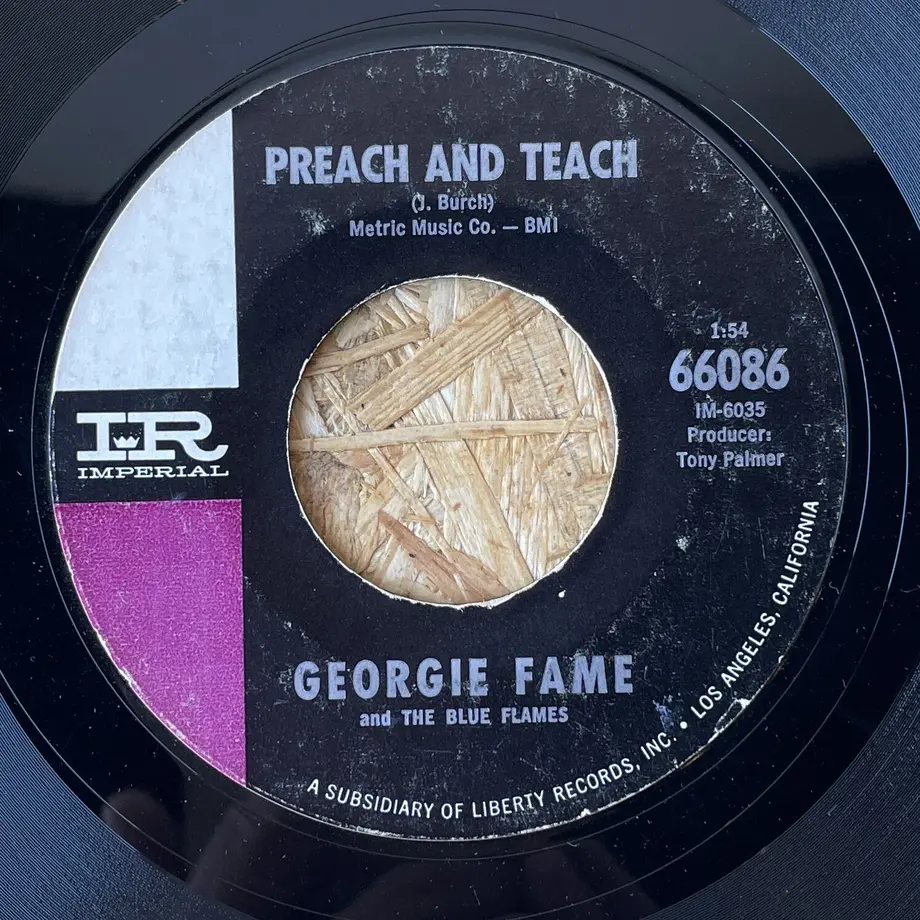 PREACH AND TEACH
(J. Burch)
Metric Music Co. — BMI
1:54
66086
IM-6035
Producer:
Tony Palmer
IR
IMPERIAL
GEORGIE FAME
and THE BLUE FLAMES
A SUBSIDIARY OF LIBERTY RECORDS, INC. • LOS ANGELES, CALIFORNIA